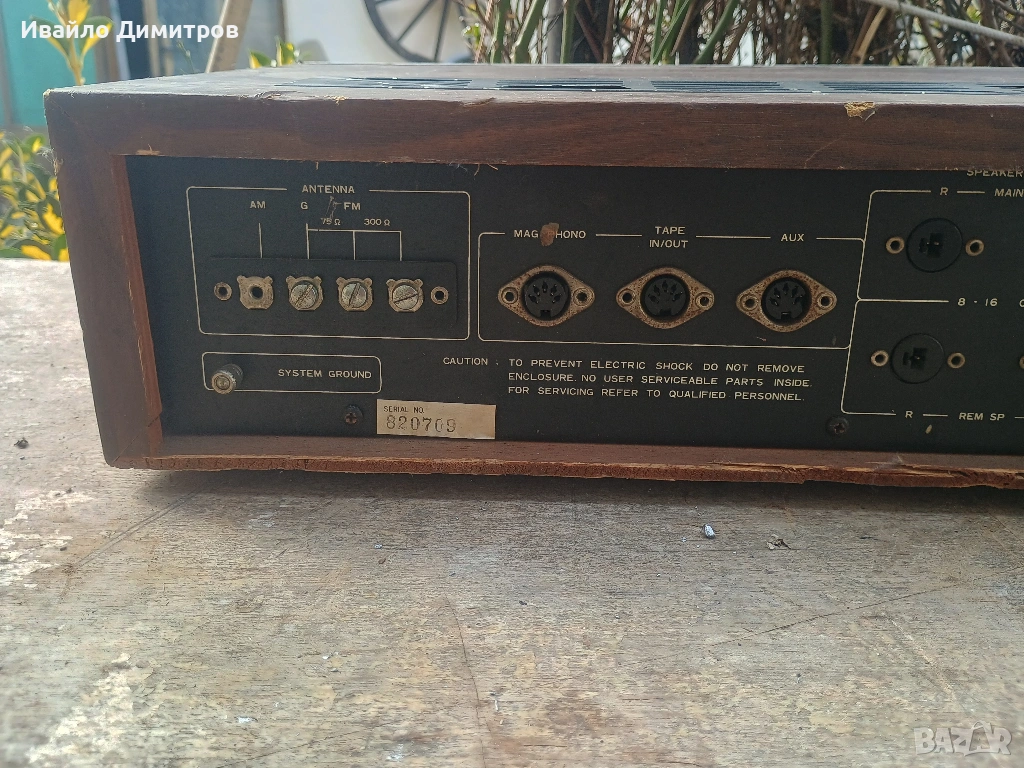 Ивайло Димитров
ANTENNA
AM G FM
75 Ω 300 Ω
MAG PHONO
TAPE
IN/OUT
AUX
SPEAKER
R MAIN
8 - 16
R REM SP
SYSTEM GROUND
CAUTION : TO PREVENT ELECTRIC SHOCK DO NOT REMOVE
ENCLOSURE. NO USER SERVICEABLE PARTS INSIDE.
FOR SERVICING REFER TO QUALIFIED PERSONNEL.
SERIAL NO.
820709
BAZAR